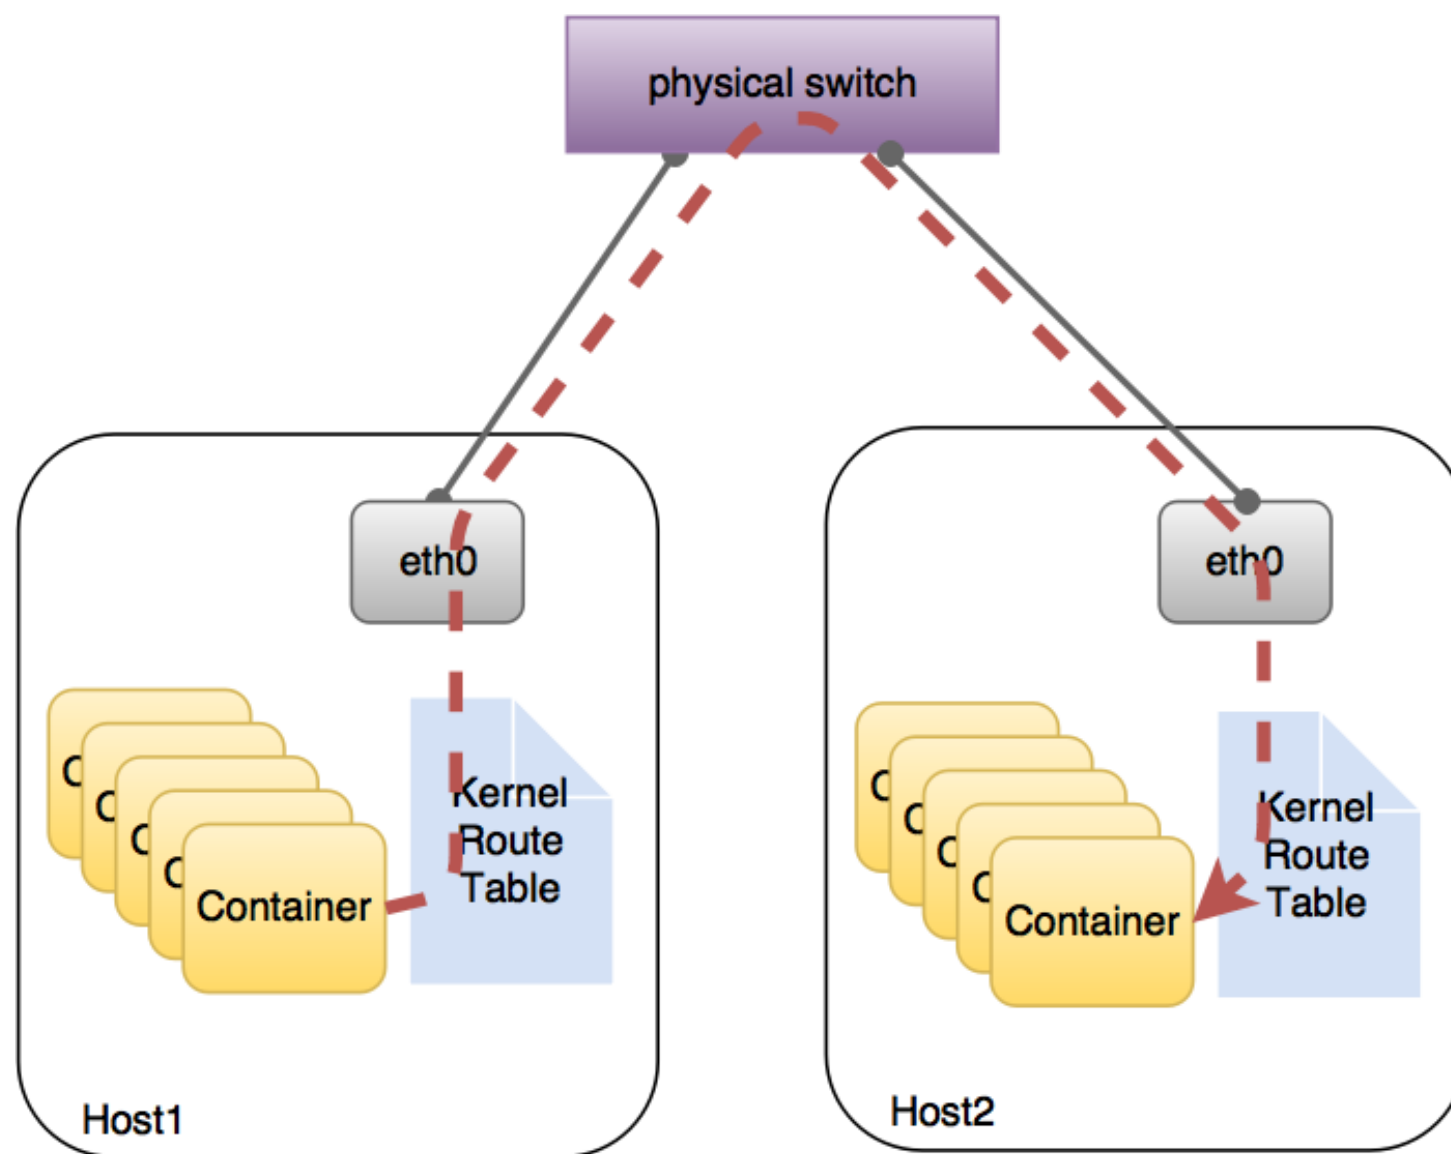 physical switch
eth0
eth0
C
C
C
C
Container
Kernel
Route
Table
C
C
C
C
Container
Kernel
Route
Table
Host1
Host2